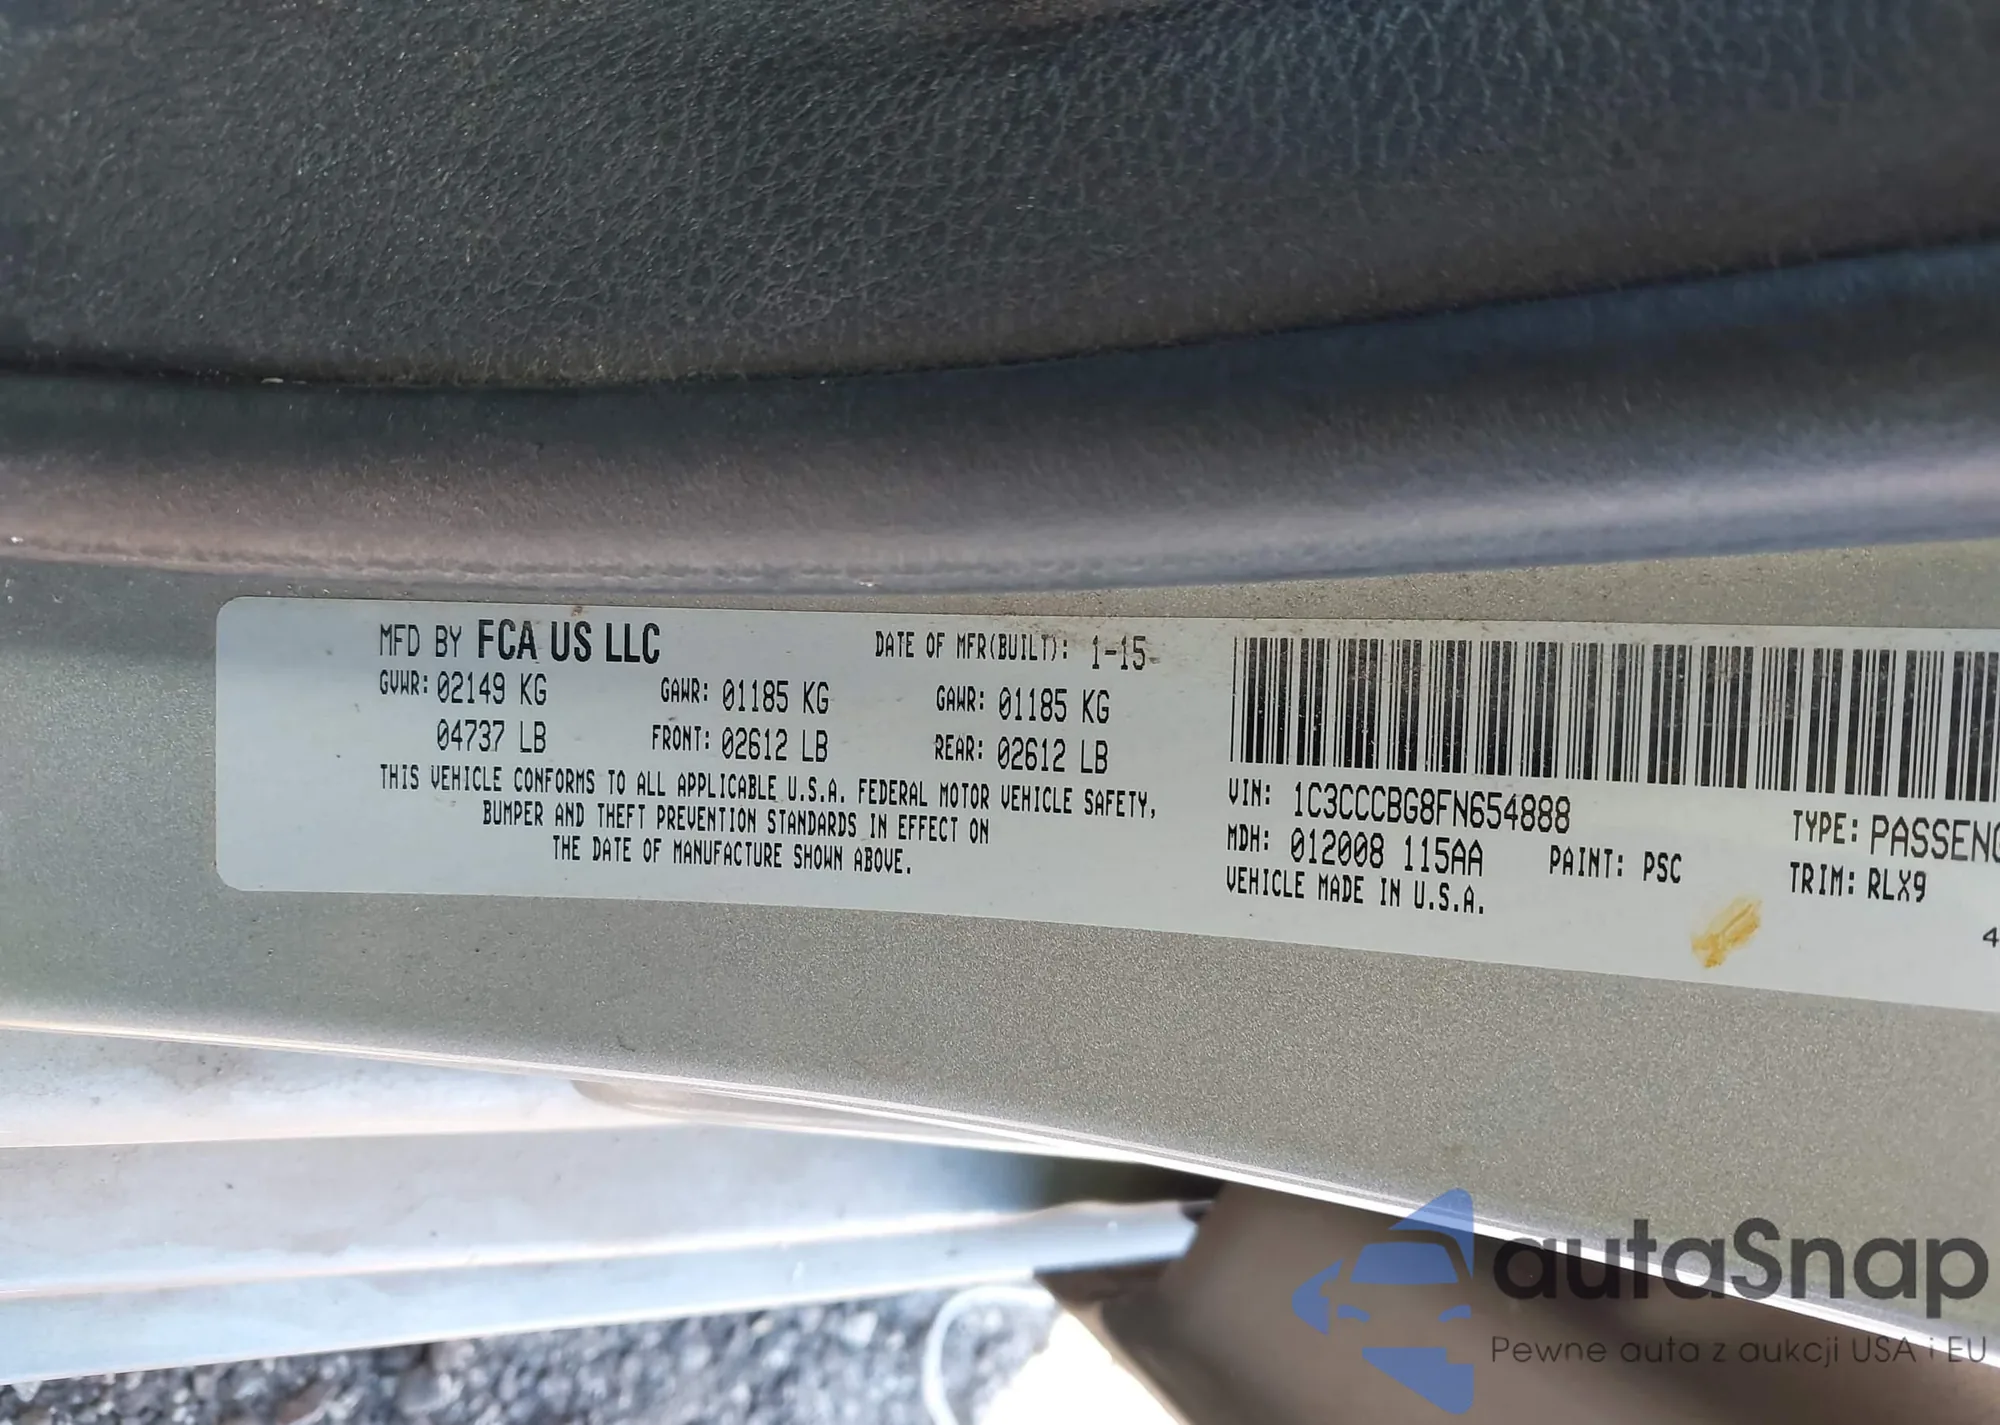 MFD BY FCA US LLC DATE OF MFR(BUILT): 1-15
GVWR: 02149 KG GAWR: 01185 KG GAWR: 01185 KG
04737 LB FRONT: 02612 LB REAR: 02612 LB
THIS VEHICLE CONFORMS TO ALL APPLICABLE U.S.A. FEDERAL MOTOR VEHICLE SAFETY,
BUMPER AND THEFT PREVENTION STANDARDS IN EFFECT ON
THE DATE OF MANUFACTURE SHOWN ABOVE.
VIN: 1C3CCCBG8FN654888 TYPE: PASSENG
MDH: 012008 115AA PAINT: PSC TRIM: RLX9
VEHICLE MADE IN U.S.A.
4
autaSnap
Pewne auta z aukcji USA i EU